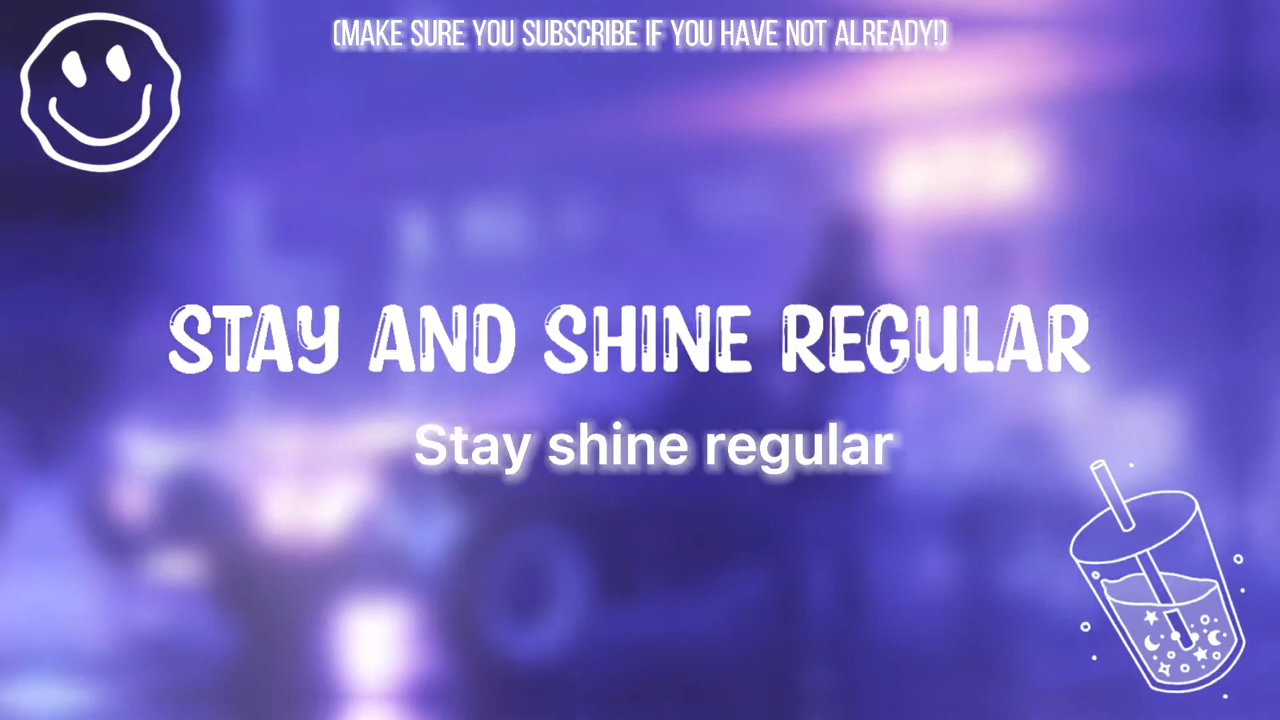 (MAKE SURE YOU SUBSCRIBE IF YOU HAVE NOT ALREADY!)
STAY AND SHINE REGULAR
Stay shine regular